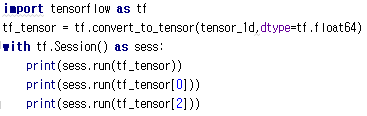 import tensorflow as tf
tf_tensor = tf.convert_to_tensor(tensor_1d,dtype=tf.float64)
with tf.Session() as sess:
    print(sess.run(tf_tensor))
    print(sess.run(tf_tensor[0]))
    print(sess.run(tf_tensor[2]))